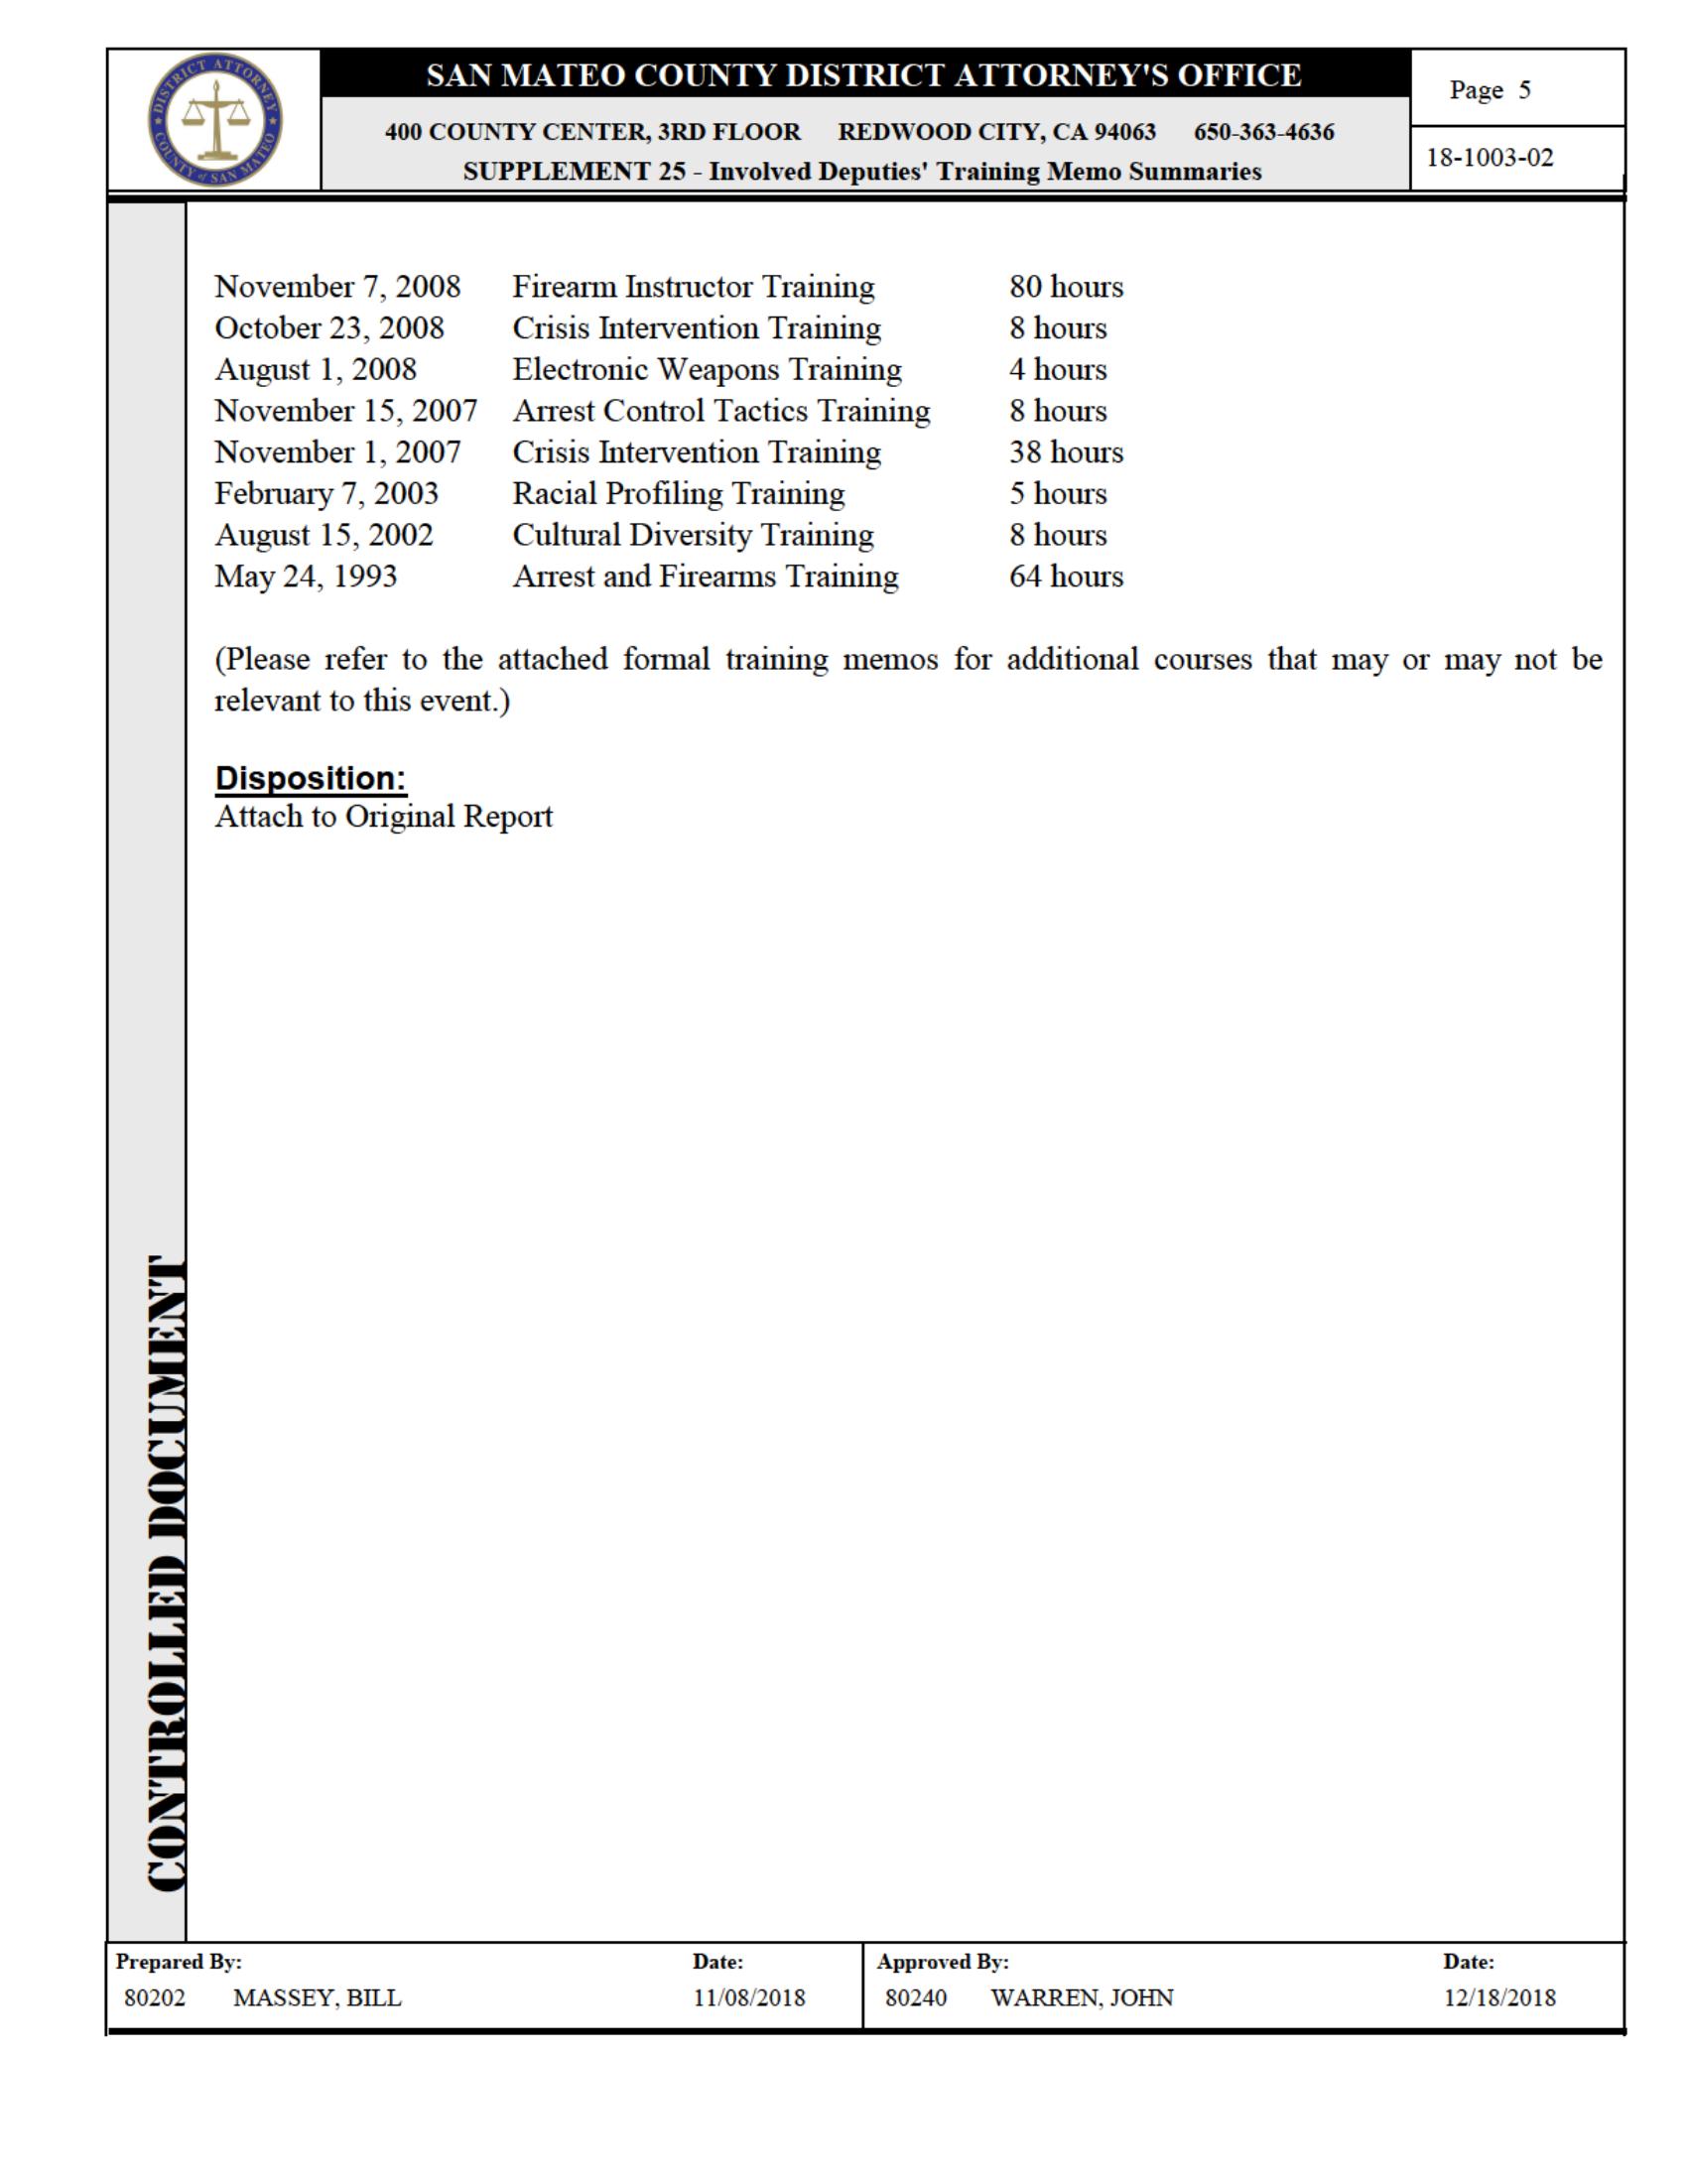 DISTRICT ATTORNEY
COUNTY of SAN MATEO
SAN MATEO COUNTY DISTRICT ATTORNEY'S OFFICE
400 COUNTY CENTER, 3RD FLOOR REDWOOD CITY, CA 94063 650-363-4636
SUPPLEMENT 25 - Involved Deputies' Training Memo Summaries
Page 5
18-1003-02
November 7, 2008 Firearm Instructor Training 80 hours
October 23, 2008 Crisis Intervention Training 8 hours
August 1, 2008 Electronic Weapons Training 4 hours
November 15, 2007 Arrest Control Tactics Training 8 hours
November 1, 2007 Crisis Intervention Training 38 hours
February 7, 2003 Racial Profiling Training 5 hours
August 15, 2002 Cultural Diversity Training 8 hours
May 24, 1993 Arrest and Firearms Training 64 hours
(Please refer to the attached formal training memos for additional courses that may or may not be
relevant to this event.)
Disposition:
Attach to Original Report
CONTROLLED DOCUMENT
Prepared By: Date: Approved By: Date:
80202 MASSEY, BILL 11/08/2018 80240 WARREN, JOHN 12/18/2018